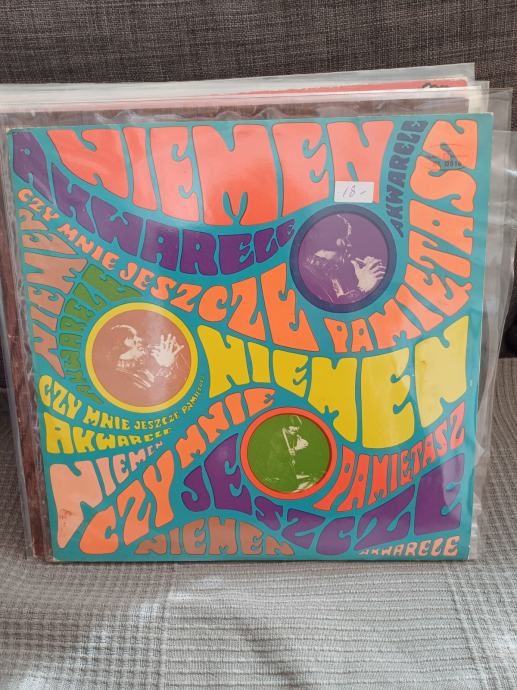 NIEMEN
AKWARELE
AKWARELE
CZY MNIE JESZCZE PAMIĘTASZ
NIEMEN
AKWARELE
NIEMEN
CZY MNIE JESZCZE PAMIĘTASZ
AKWARELE
NIEMEN
CZY MNIE JESZCZE PAMIĘTASZ
NIEMEN
AKWARELE
18.-